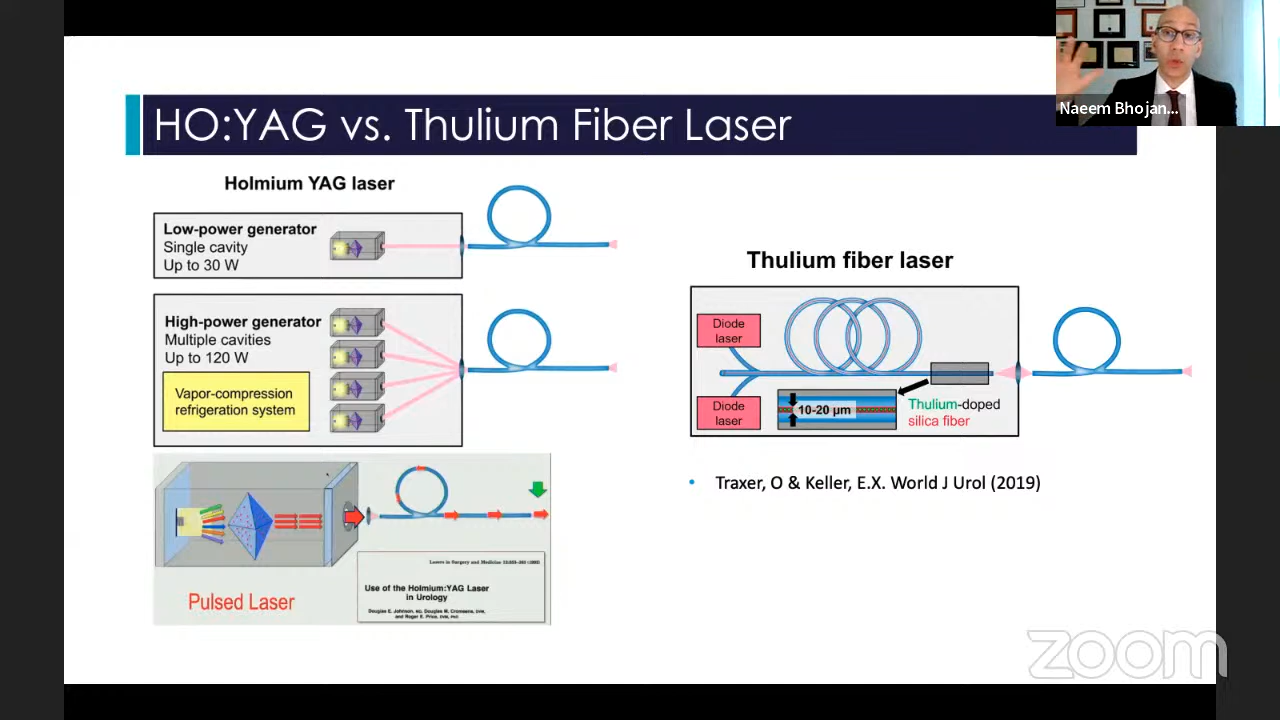 Naeem Bhojan...
HO:YAG vs. Thulium Fiber Laser
Holmium YAG laser
Low-power generator
Single cavity
Up to 30 W
High-power generator
Multiple cavities
Up to 120 W
Vapor-compression
refrigeration system
Pulsed Laser
Use of the Holmium:YAG Laser
in Urology
Thulium fiber laser
Diode
laser
Diode
laser
10-20 µm
Thulium-doped
silica fiber
• Traxer, O & Keller, E.X. World J Urol (2019)
zoom